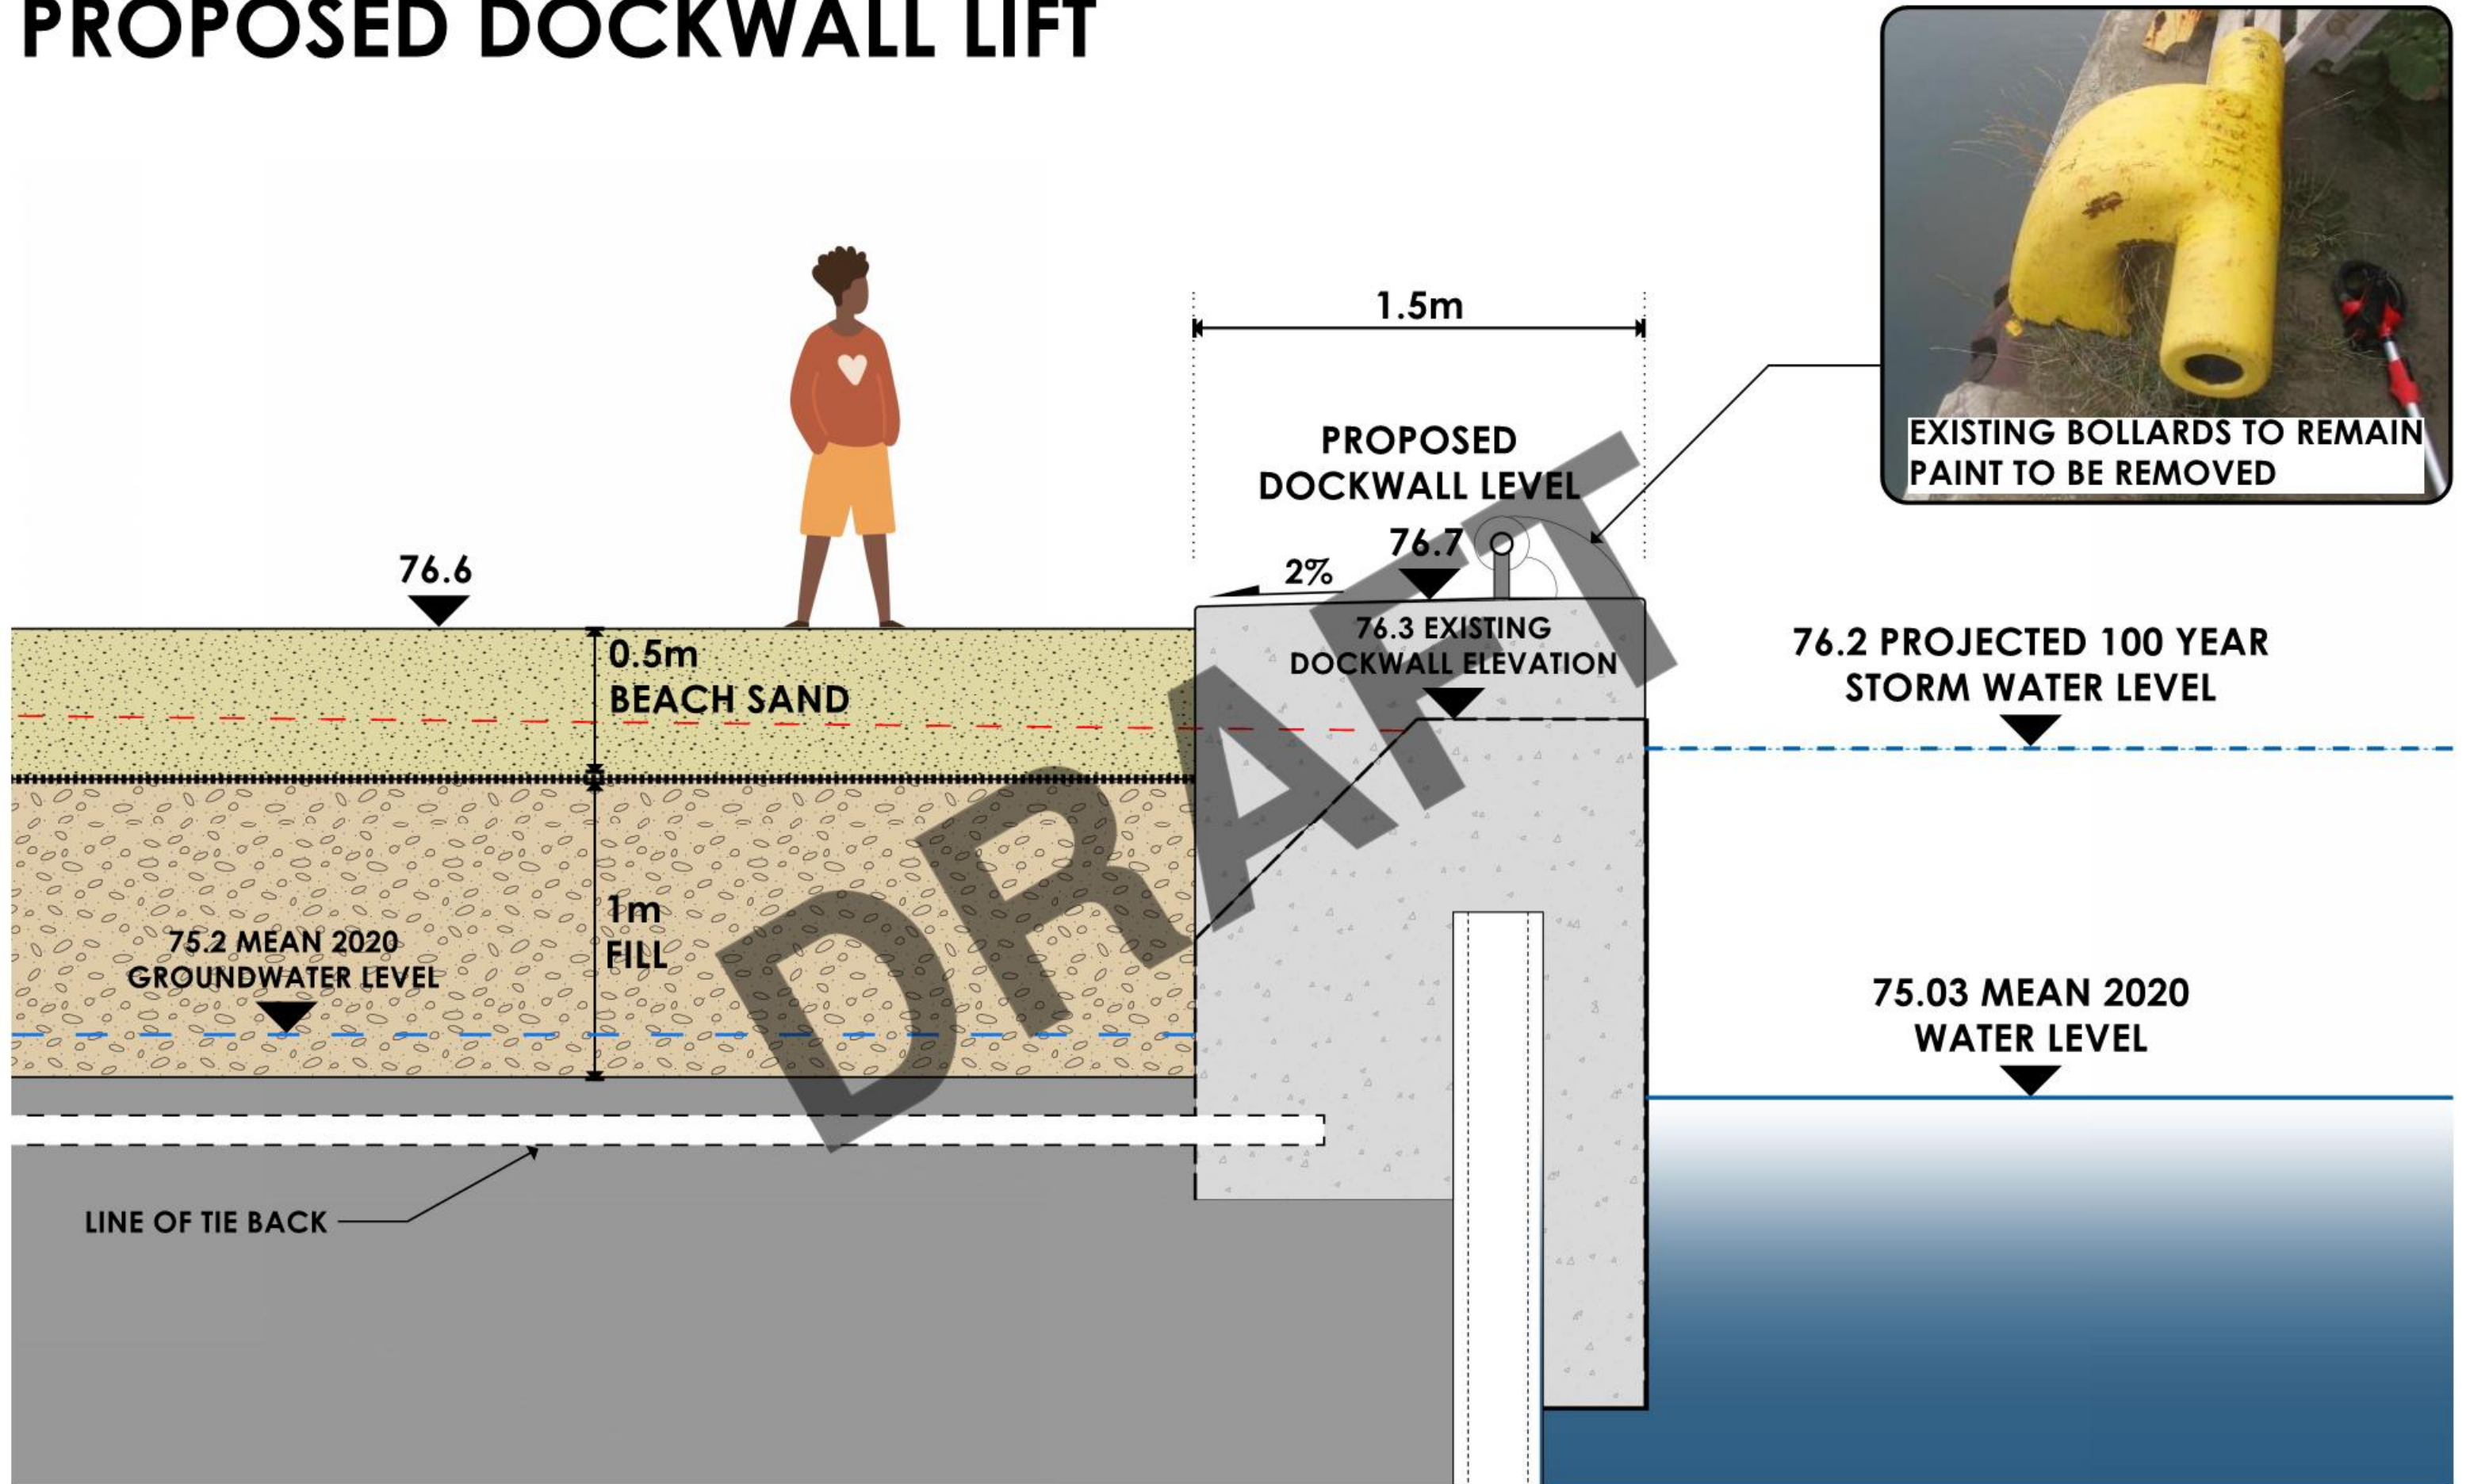 PROPOSED DOCKWALL LIFT
EXISTING BOLLARDS TO REMAIN
PAINT TO BE REMOVED
1.5m
PROPOSED
DOCKWALL LEVEL
76.7
2%
76.6
76.3 EXISTING
DOCKWALL ELEVATION
0.5m
BEACH SAND
76.2 PROJECTED 100 YEAR
STORM WATER LEVEL
1m
FILL
75.2 MEAN 2020
GROUNDWATER LEVEL
75.03 MEAN 2020
WATER LEVEL
LINE OF TIE BACK
DRAFT